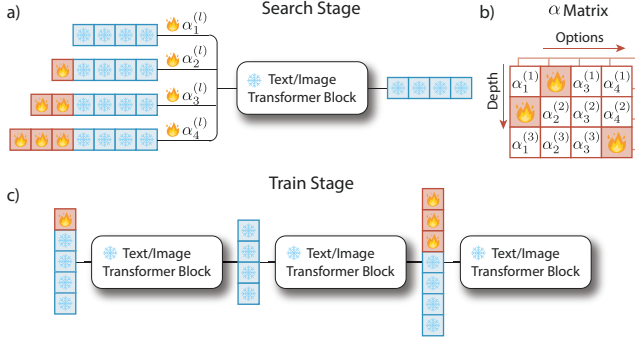 a)
Search Stage
α₁⁽ˡ⁾
α₂⁽ˡ⁾
α₃⁽ˡ⁾
α₄⁽ˡ⁾
Text/Image
Transformer Block
b)
α Matrix
Options
Depth
α₁⁽¹⁾ α₃⁽¹⁾ α₄⁽¹⁾
α₂⁽²⁾ α₃⁽²⁾ α₄⁽²⁾
α₁⁽³⁾ α₂⁽³⁾ α₃⁽³⁾
c)
Train Stage
Text/Image
Transformer Block
Text/Image
Transformer Block
Text/Image
Transformer Block